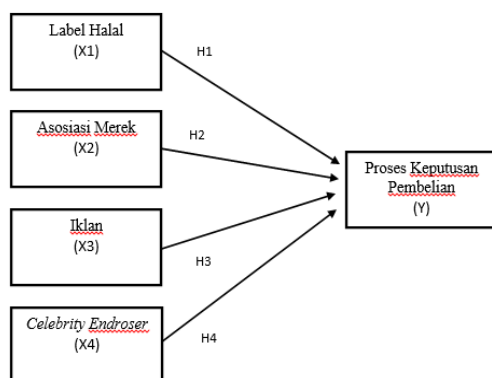 Label Halal
(X1)
H1
Asosiasi Merek
(X2)
H2
Proses Keputusan
Pembelian
(Y)
Iklan
(X3)
H3
Celebrity Endroser
(X4)
H4